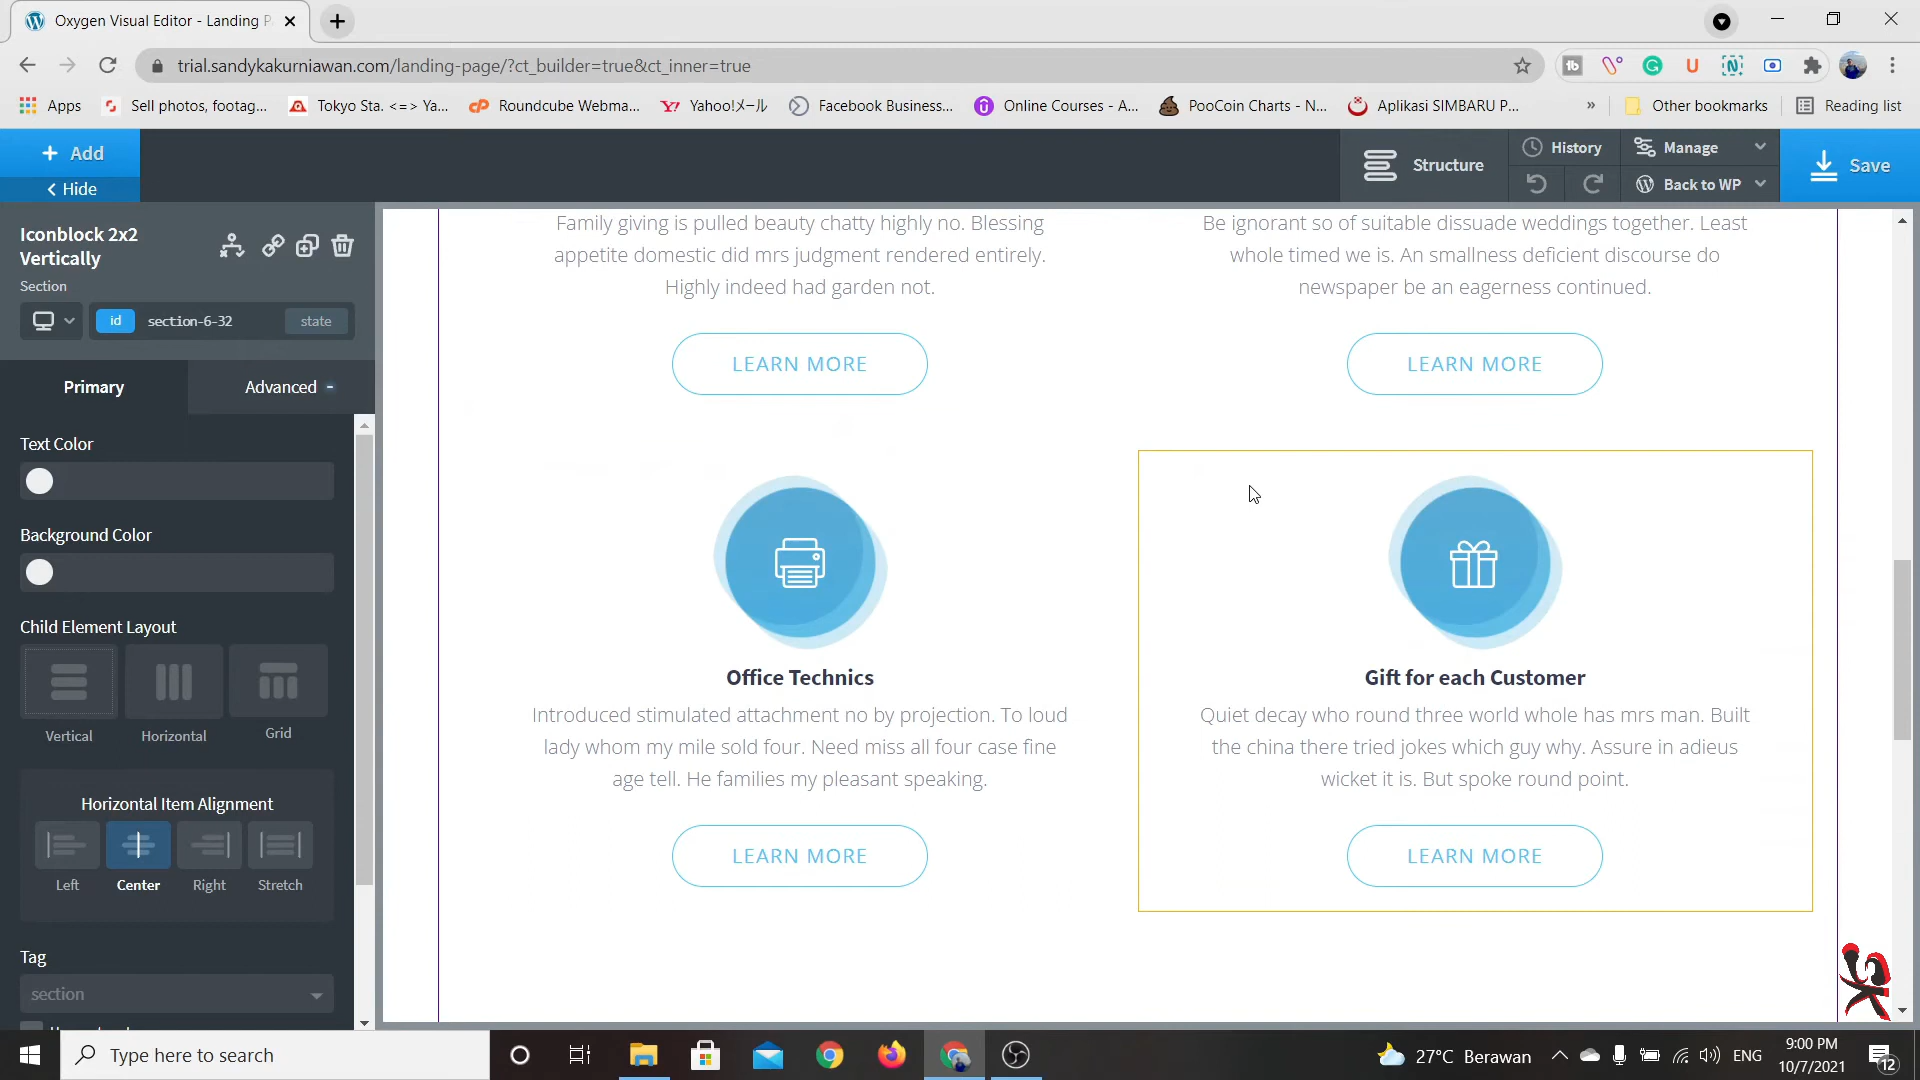 Oxygen Visual Editor - Landing P
trial.sandykakurniawan.com/landing-page/?ct_builder=true&ct_inner=true
Apps
Sell photos, footag...
Tokyo Sta. <=> Ya...
Roundcube Webma...
Yahoo!メール
Facebook Business...
Online Courses - A...
PooCoin Charts - N...
Aplikasi SIMBARU P...
»
Other bookmarks
Reading list
+ Add
< Hide
Structure
History
Manage
Back to WP
Save
Iconblock 2x2
Vertically
Section
id section-6-32 state
Primary
Advanced
Text Color
Background Color
Child Element Layout
Vertical
Horizontal
Grid
Horizontal Item Alignment
Left
Center
Right
Stretch
Tag
section
Family giving is pulled beauty chatty highly no. Blessing
appetite domestic did mrs judgment rendered entirely.
Highly indeed had garden not.
LEARN MORE
Be ignorant so of suitable dissuade weddings together. Least
whole timed we is. An smallness deficient discourse do
newspaper be an eagerness continued.
LEARN MORE
Office Technics
Introduced stimulated attachment no by projection. To loud
lady whom my mile sold four. Need miss all four case fine
age tell. He families my pleasant speaking.
LEARN MORE
Gift for each Customer
Quiet decay who round three world whole has mrs man. Built
the china there tried jokes which guy why. Assure in adieus
wicket it is. But spoke round point.
LEARN MORE
Type here to search
27°C Berawan
ENG
9:00 PM
10/7/2021
12